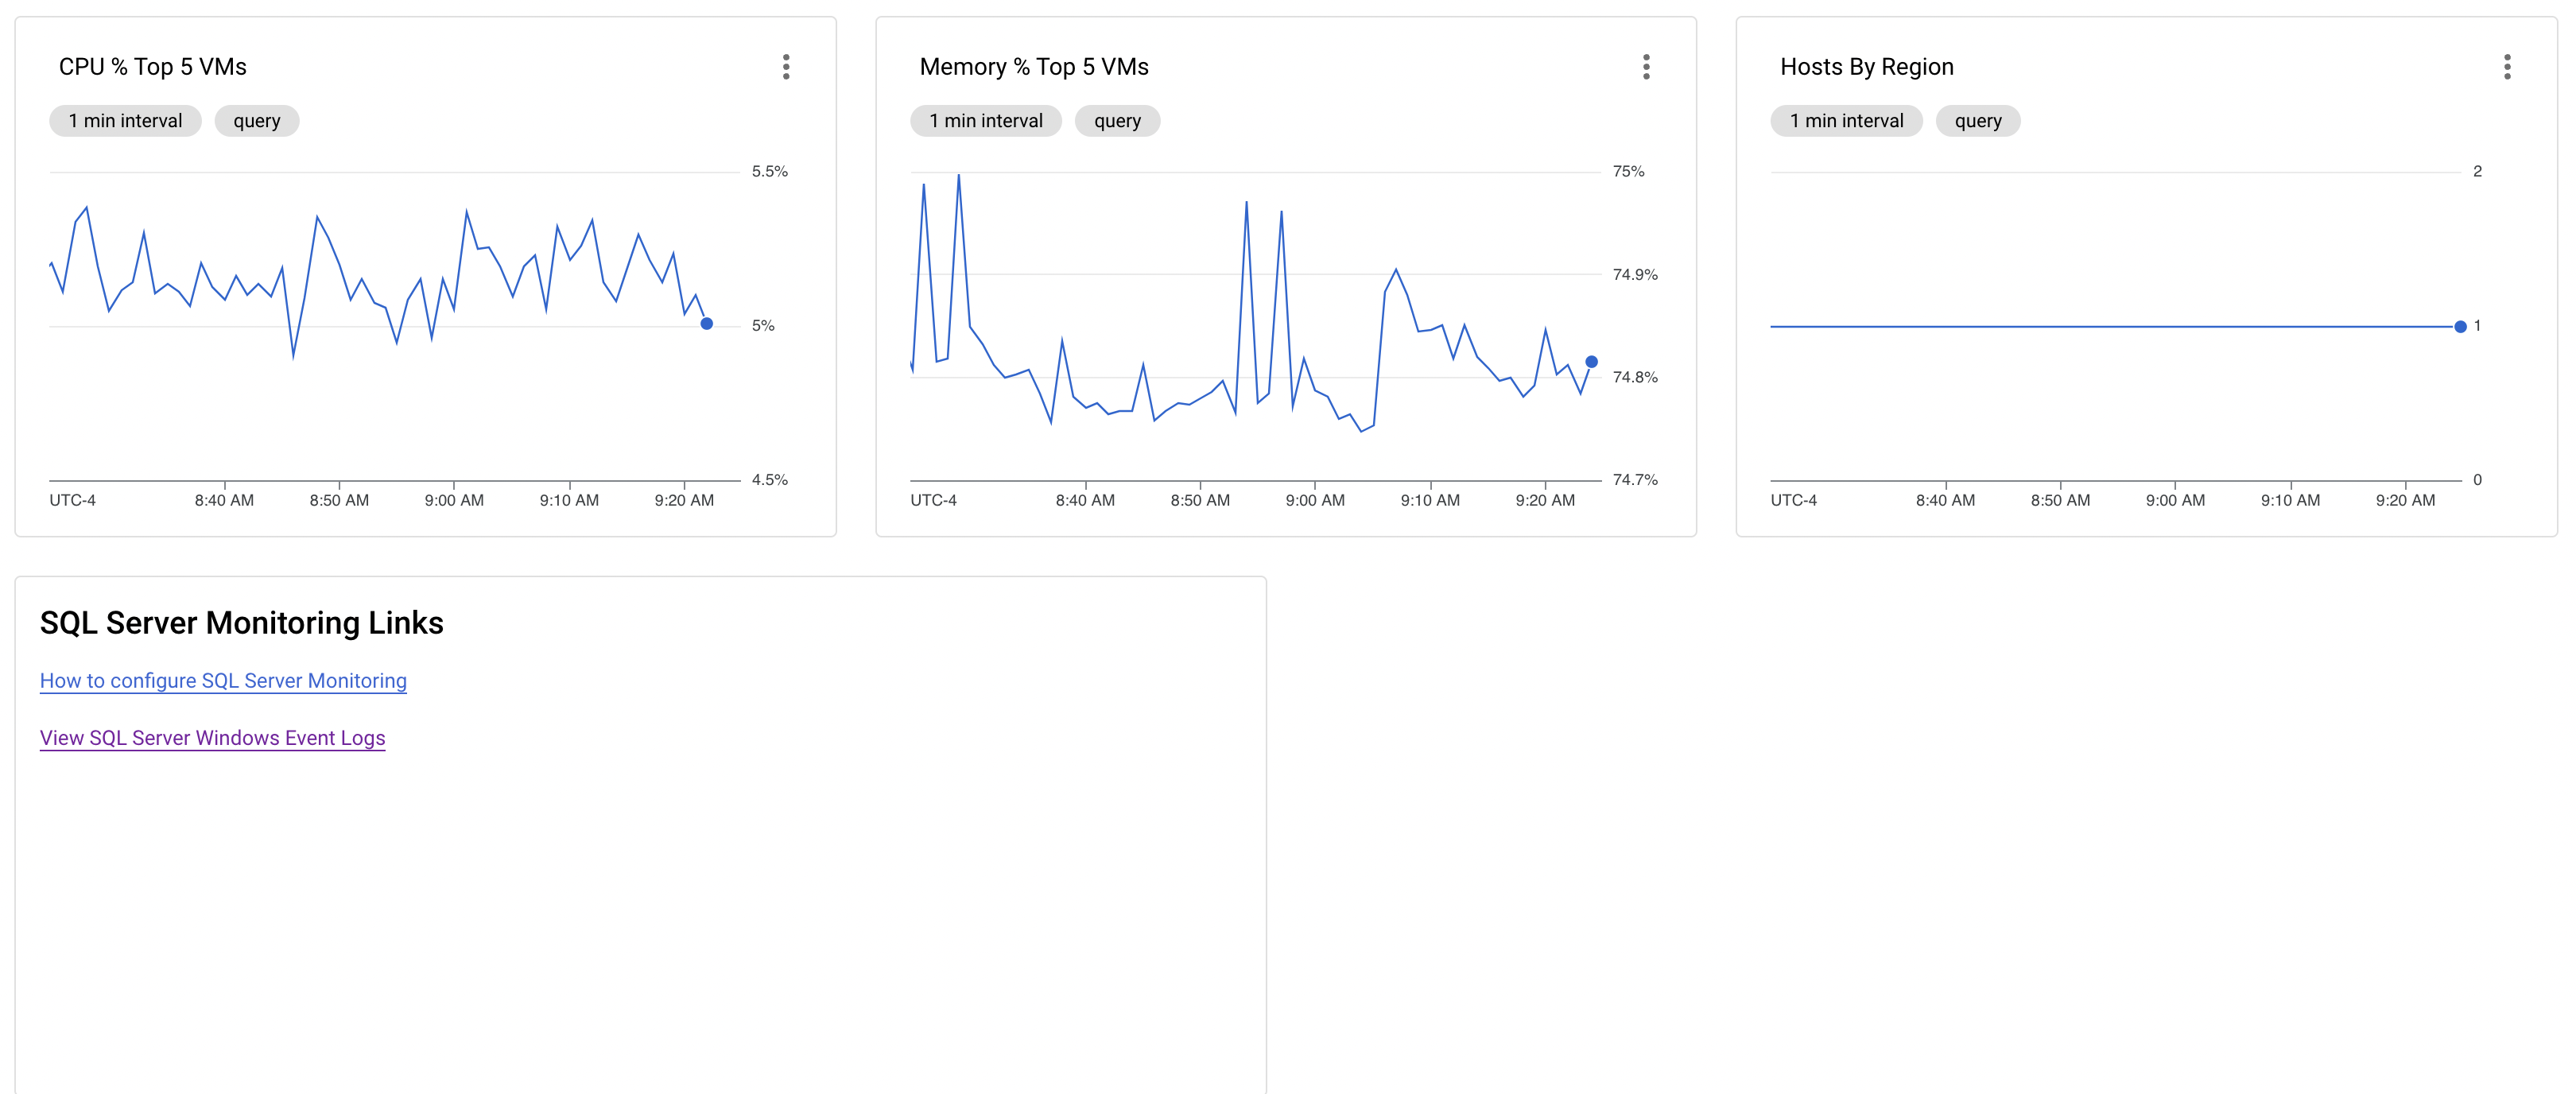 CPU % Top 5 VMs
1 min interval query
5.5%
5%
4.5%
UTC-4 8:40 AM 8:50 AM 9:00 AM 9:10 AM 9:20 AM
Memory % Top 5 VMs
1 min interval query
75%
74.9%
74.8%
74.7%
UTC-4 8:40 AM 8:50 AM 9:00 AM 9:10 AM 9:20 AM
Hosts By Region
1 min interval query
2
1
0
UTC-4 8:40 AM 8:50 AM 9:00 AM 9:10 AM 9:20 AM
SQL Server Monitoring Links
How to configure SQL Server Monitoring
View SQL Server Windows Event Logs